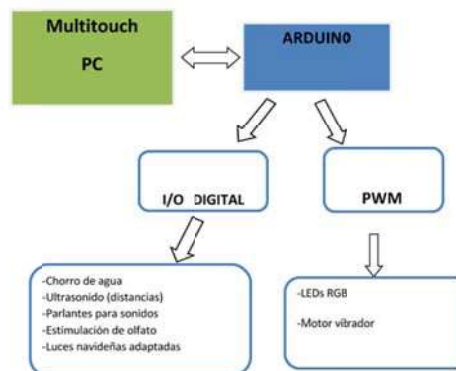 Multitouch
PC
ARDUIN0
I/O DIGITAL
PWM
-Chorro de agua
-Ultrasonido (distancias)
-Parlantes para sonidos
-Estimulación de olfato
-Luces navideñas adaptadas
-LEDs RGB
-Motor vibrador